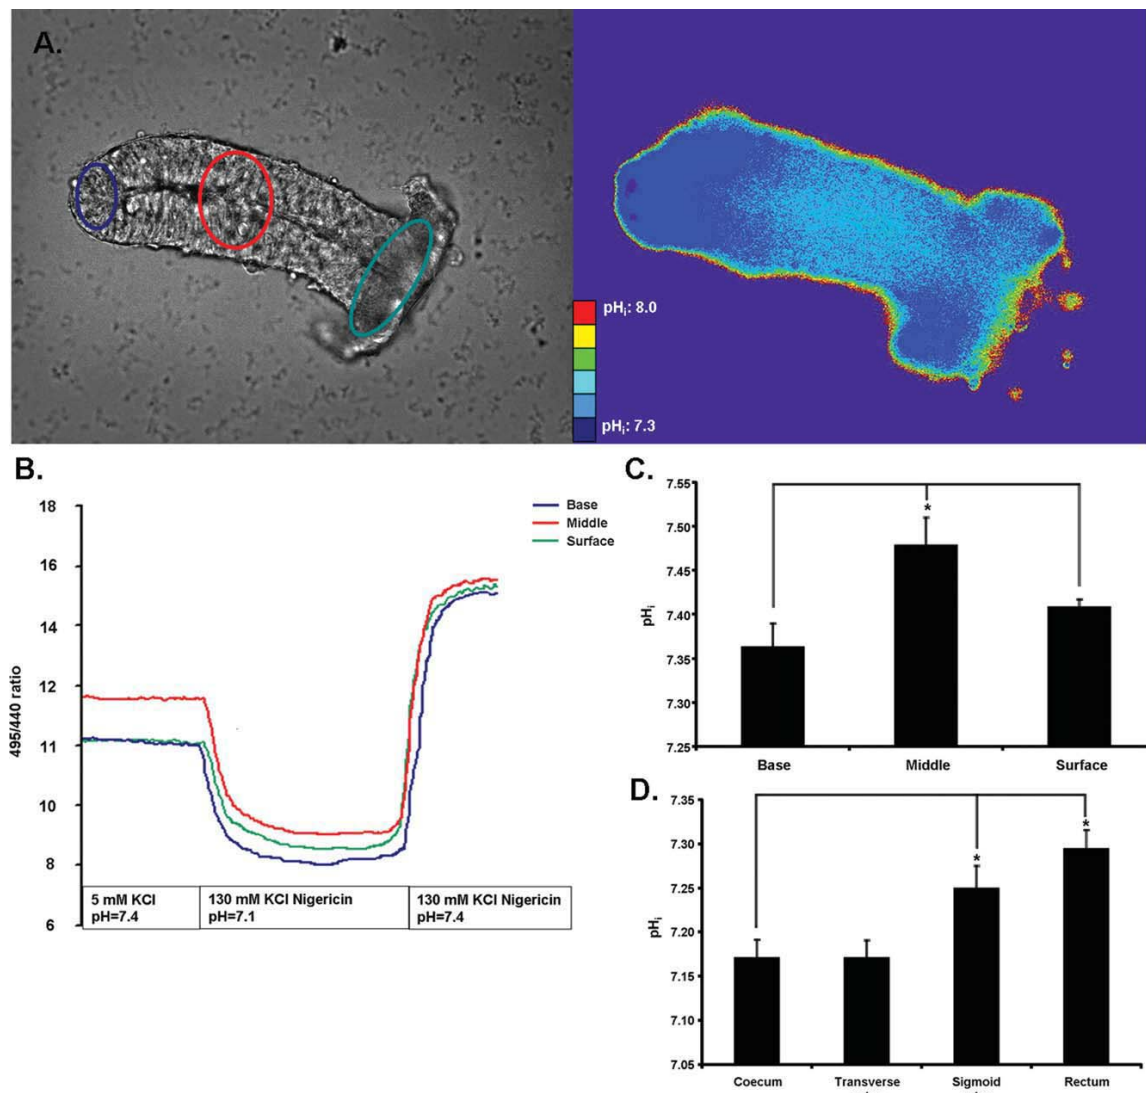 A.
pHi: 8.0
pHi: 7.3
B.
18
16
14
12
11
10
8
6
495/440 ratio
Base
Middle
Surface
5 mM KCl
pH=7.4
130 mM KCl Nigericin
pH=7.1
130 mM KCl Nigericin
pH=7.4
C.
7.55
7.50
7.45
7.40
7.35
7.30
7.25
pHi
*
Base
Middle
Surface
D.
7.35
7.30
7.25
7.20
7.15
7.10
7.05
pHi
*
*
Coecum
Transverse
Sigmoid
Rectum